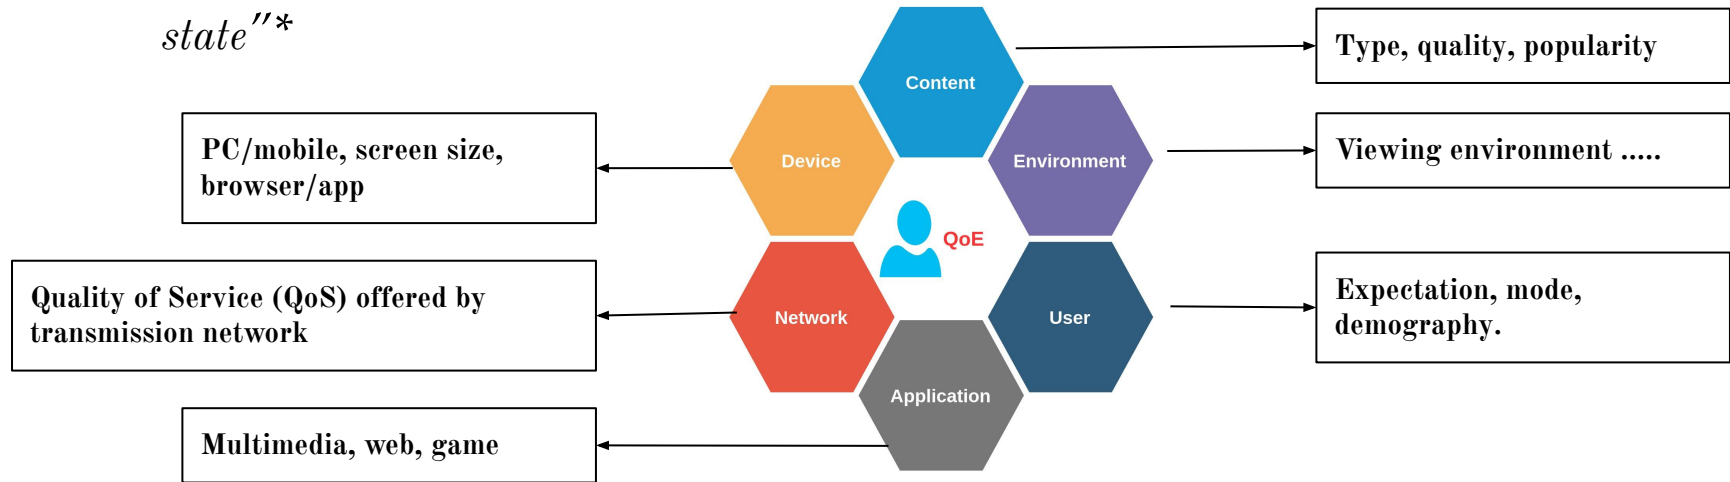 state"*
Content
Type, quality, popularity
Device
PC/mobile, screen size,
browser/app
Environment
Viewing environment .....
QoE
Network
Quality of Service (QoS) offered by
transmission network
User
Expectation, mode,
demography.
Application
Multimedia, web, game